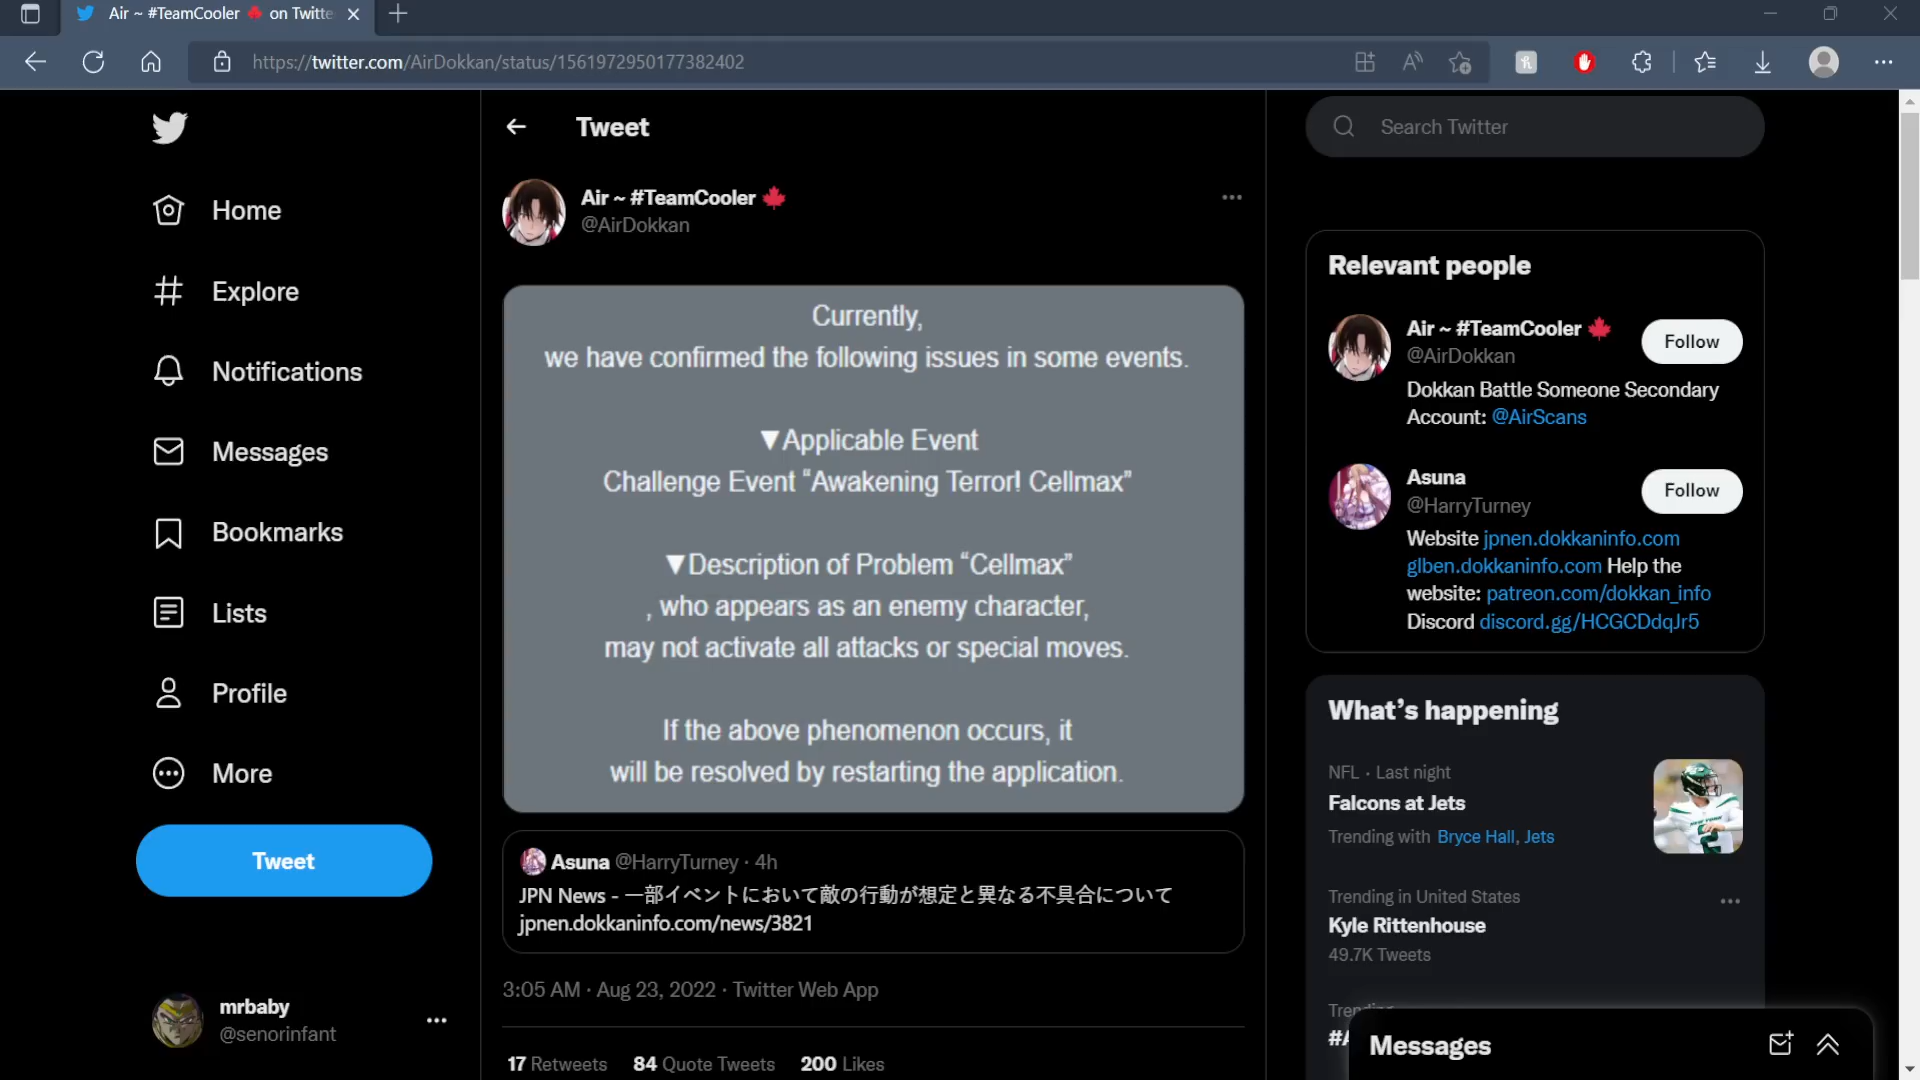 Air ~ #TeamCooler 🍁 on Twitte
https://twitter.com/AirDokkan/status/1561972950177382402
Home
Explore
Notifications
Messages
Bookmarks
Lists
Profile
More
Tweet
mrbaby
@senorinfant
Tweet
Air ~ #TeamCooler 🍁
@AirDokkan
Currently,
we have confirmed the following issues in some events.
▼Applicable Event
Challenge Event “Awakening Terror! Cellmax”
▼Description of Problem “Cellmax”
, who appears as an enemy character,
may not activate all attacks or special moves.
If the above phenomenon occurs, it
will be resolved by restarting the application.
Asuna @HarryTurney · 4h
JPN News - 一部イベントにおいて敵の行動が想定と異なる不具合について
jpnen.dokkaninfo.com/news/3821
3:05 AM · Aug 23, 2022 · Twitter Web App
17 Retweets 84 Quote Tweets 200 Likes
Search Twitter
Relevant people
Air ~ #TeamCooler 🍁
@AirDokkan
Follow
Dokkan Battle Someone Secondary
Account: @AirScans
Asuna
@HarryTurney
Follow
Website jpnen.dokkaninfo.com
glben.dokkaninfo.com Help the
website: patreon.com/dokkan_info
Discord discord.gg/HCGCDdqJr5
What’s happening
NFL · Last night
Falcons at Jets
Trending with Bryce Hall, Jets
Trending in United States
Kyle Rittenhouse
49.7K Tweets
Messages